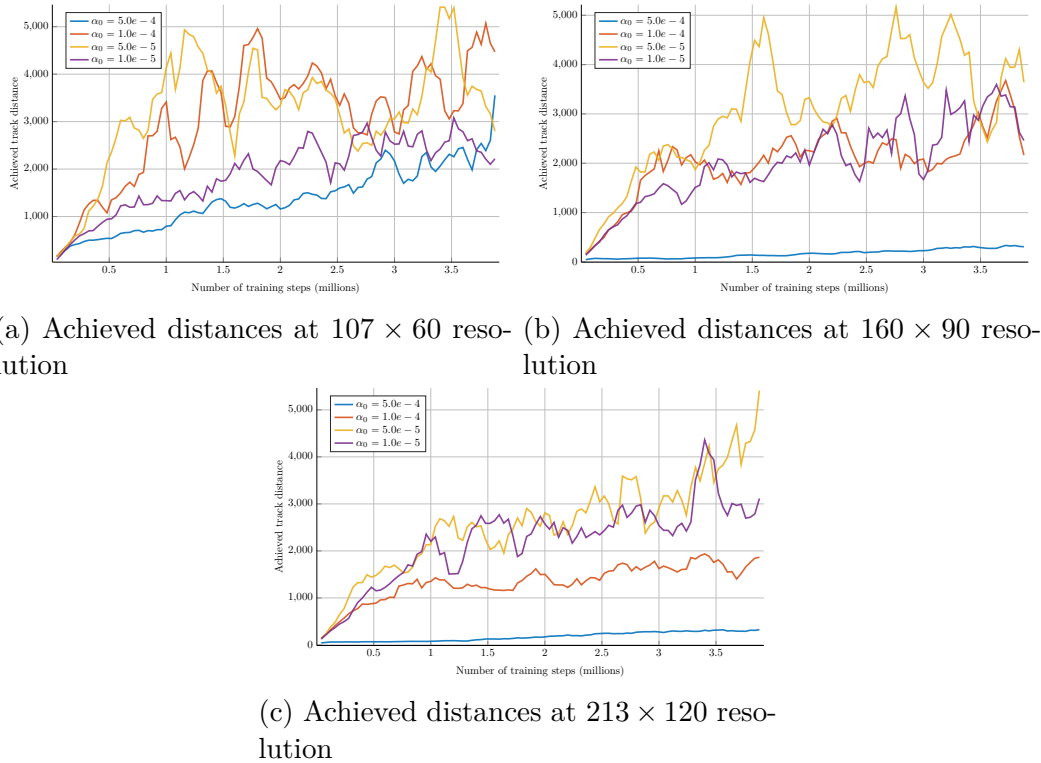 5,000
4,000
3,000
2,000
1,000
Achieved track distance
α₀ = 5.0e − 4
α₀ = 1.0e − 4
α₀ = 5.0e − 5
α₀ = 1.0e − 5
0.5 1 1.5 2 2.5 3 3.5
Number of training steps (millions)
(a) Achieved distances at 107 × 60 reso-
lution
5,000
4,000
3,000
2,000
1,000
0
Achieved track distance
α₀ = 5.0e − 4
α₀ = 1.0e − 4
α₀ = 5.0e − 5
α₀ = 1.0e − 5
0.5 1 1.5 2 2.5 3 3.5
Number of training steps (millions)
(b) Achieved distances at 160 × 90 reso-
lution
5,000
4,000
3,000
2,000
1,000
0
Achieved track distance
α₀ = 5.0e − 4
α₀ = 1.0e − 4
α₀ = 5.0e − 5
α₀ = 1.0e − 5
0.5 1 1.5 2 2.5 3 3.5
Number of training steps (millions)
(c) Achieved distances at 213 × 120 reso-
lution